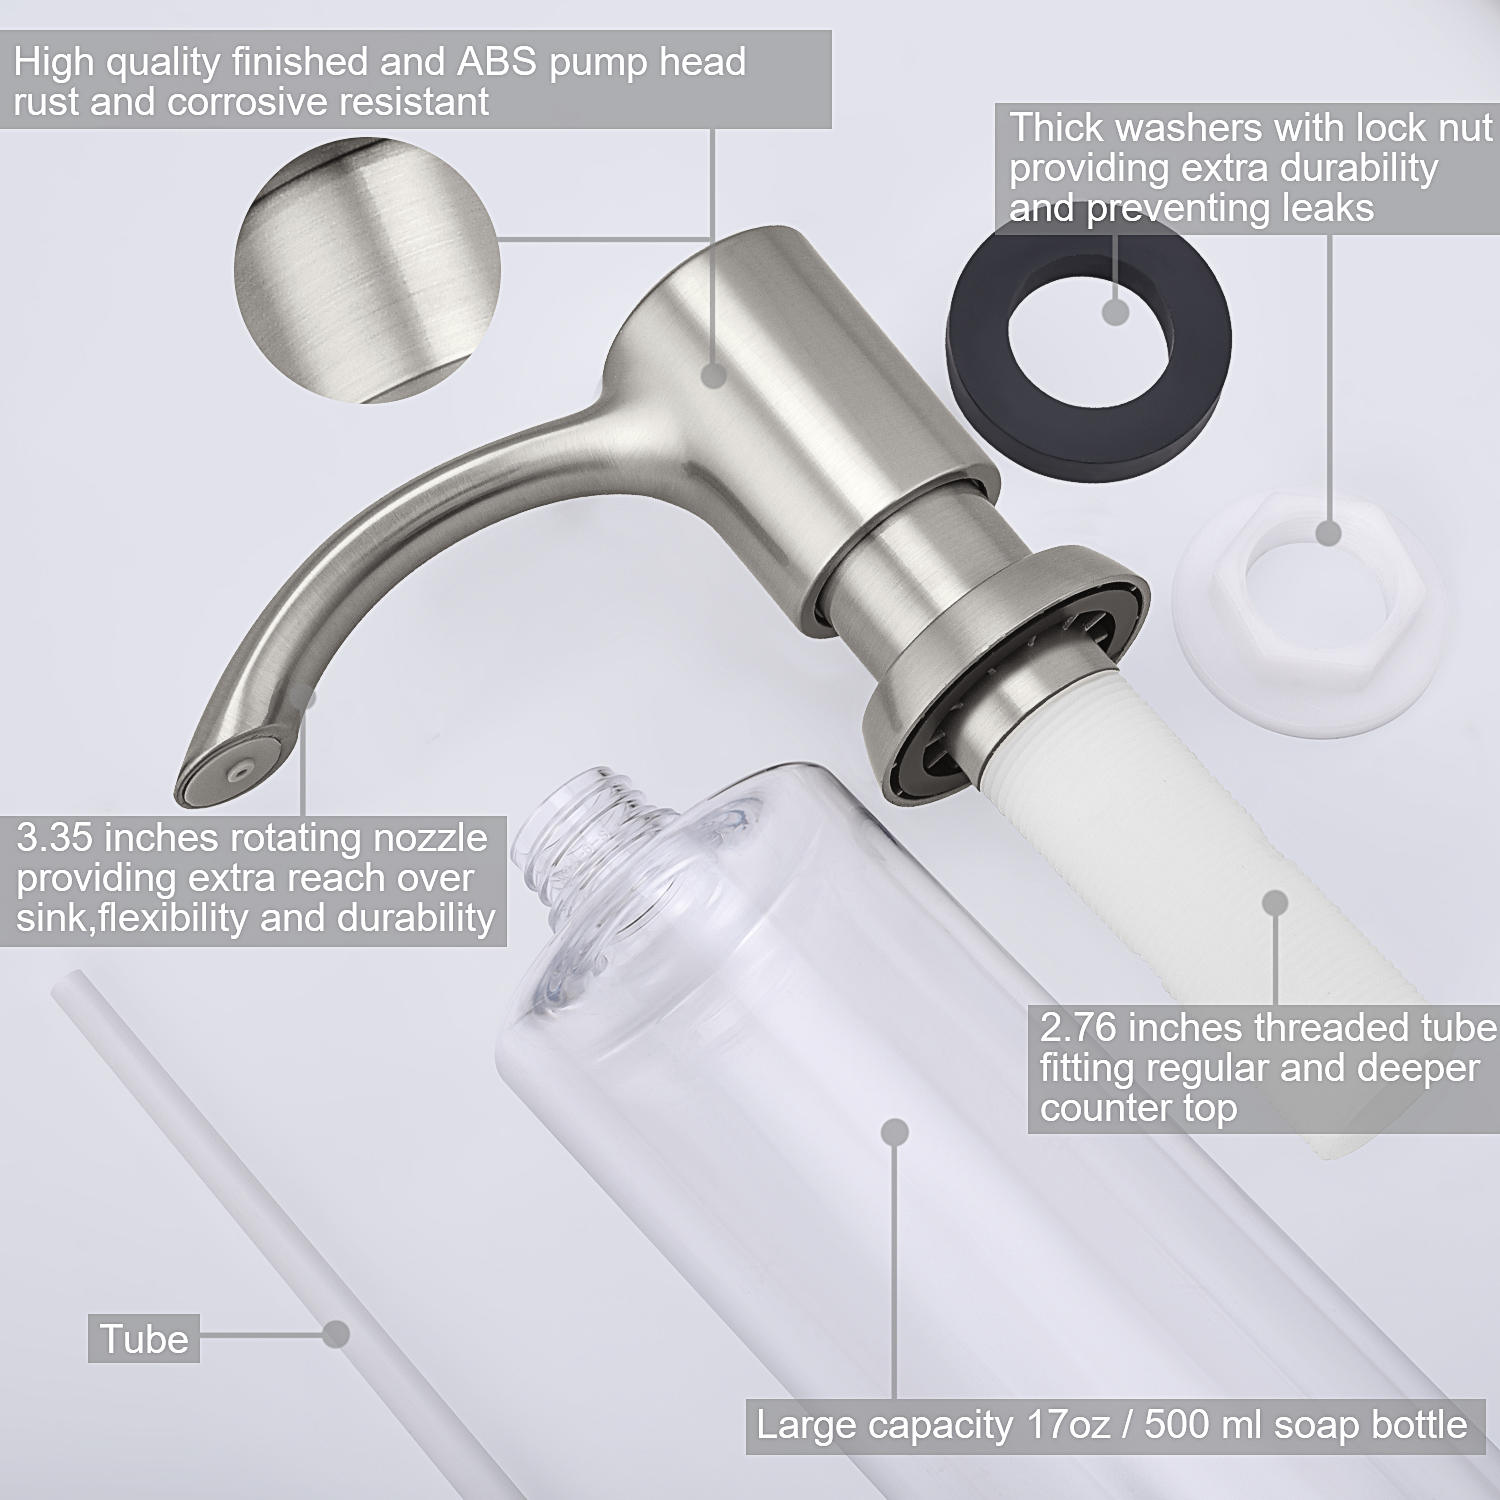 High quality finished and ABS pump head
rust and corrosive resistant
Thick washers with lock nut
providing extra durability
and preventing leaks
3.35 inches rotating nozzle
providing extra reach over
sink,flexibility and durability
2.76 inches threaded tube
fitting regular and deeper
counter top
Tube
Large capacity 17oz / 500 ml soap bottle